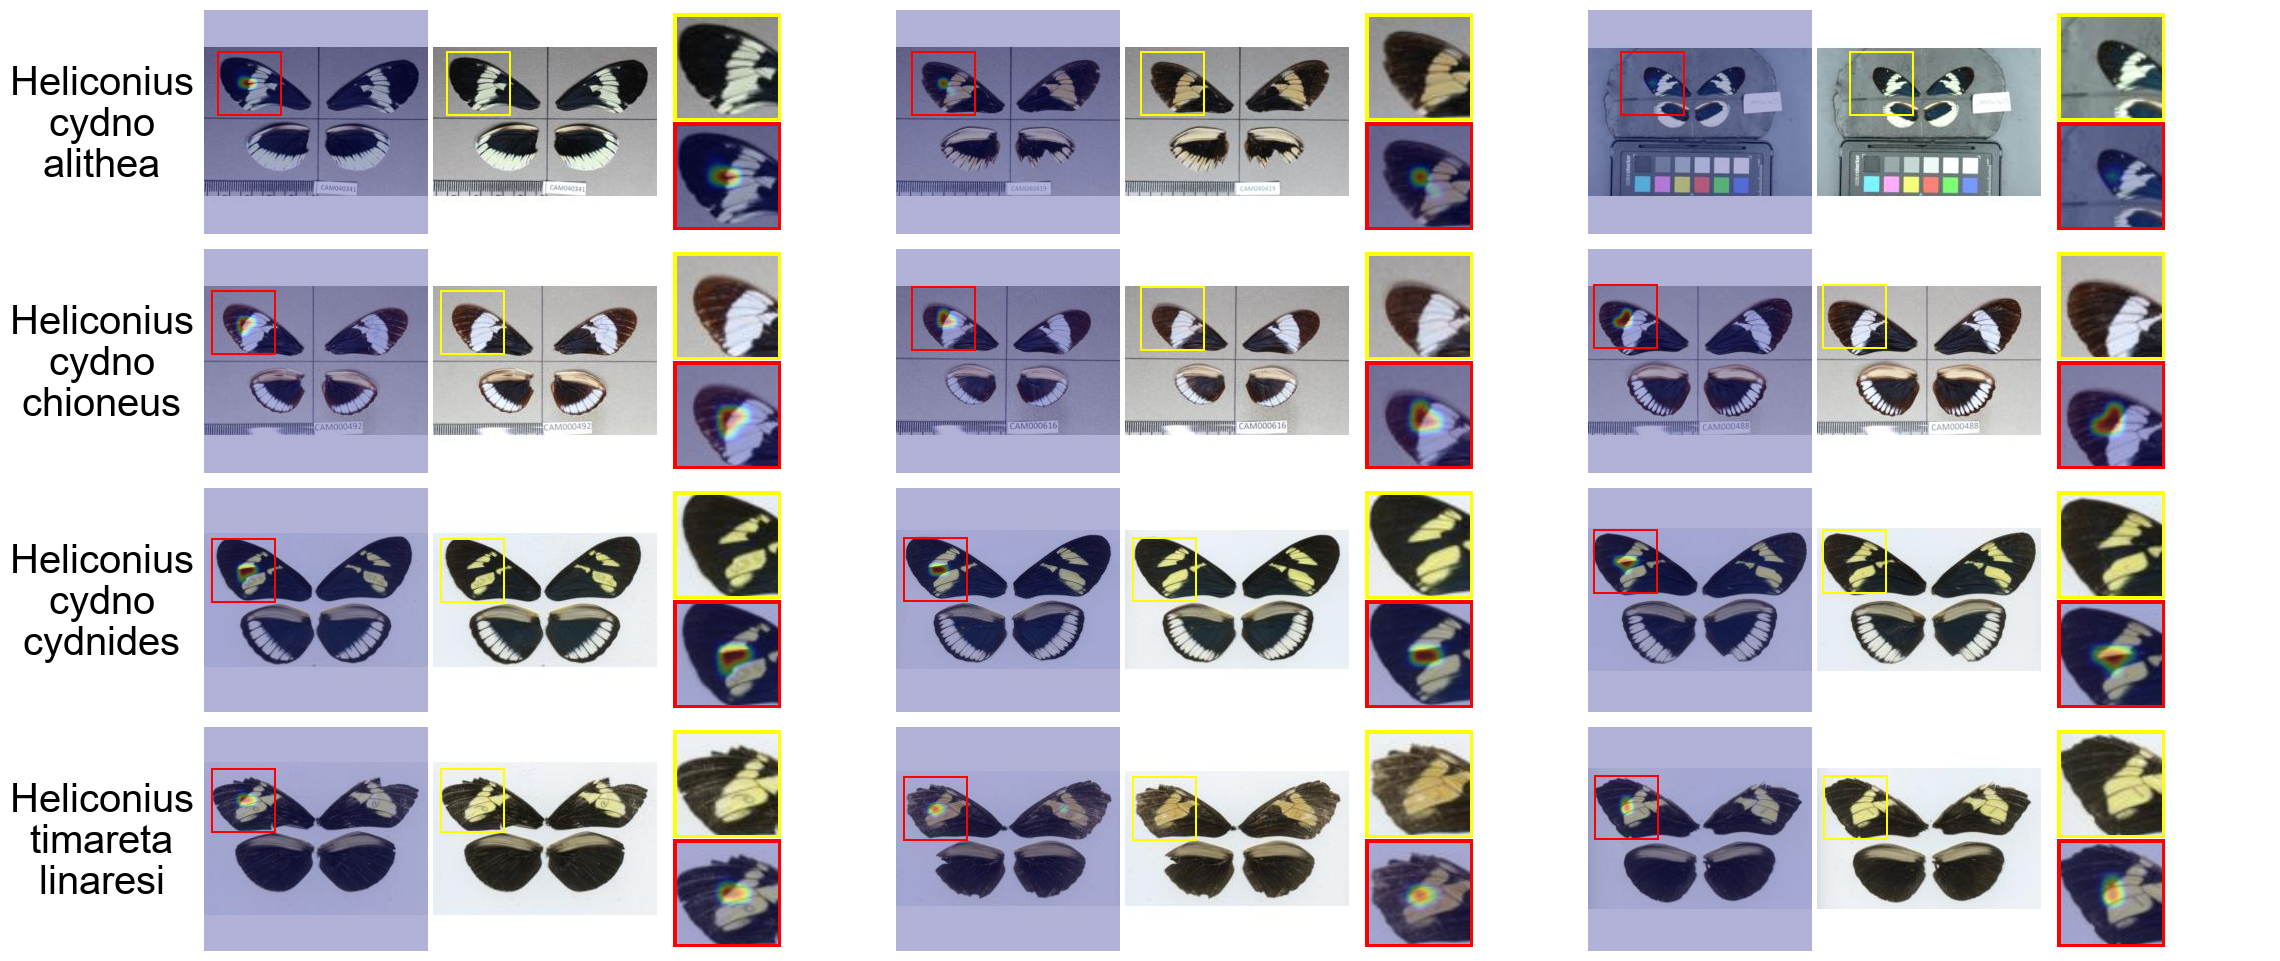 Heliconius
cydno
alithea
CAM040341
CAM040341
CAM040419
CAM040419
Heliconius
cydno
chioneus
CAM000492
CAM000492
CAM000616
CAM000616
CAM000488
CAM000488
Heliconius
cydno
cydnides
Heliconius
timareta
linaresi